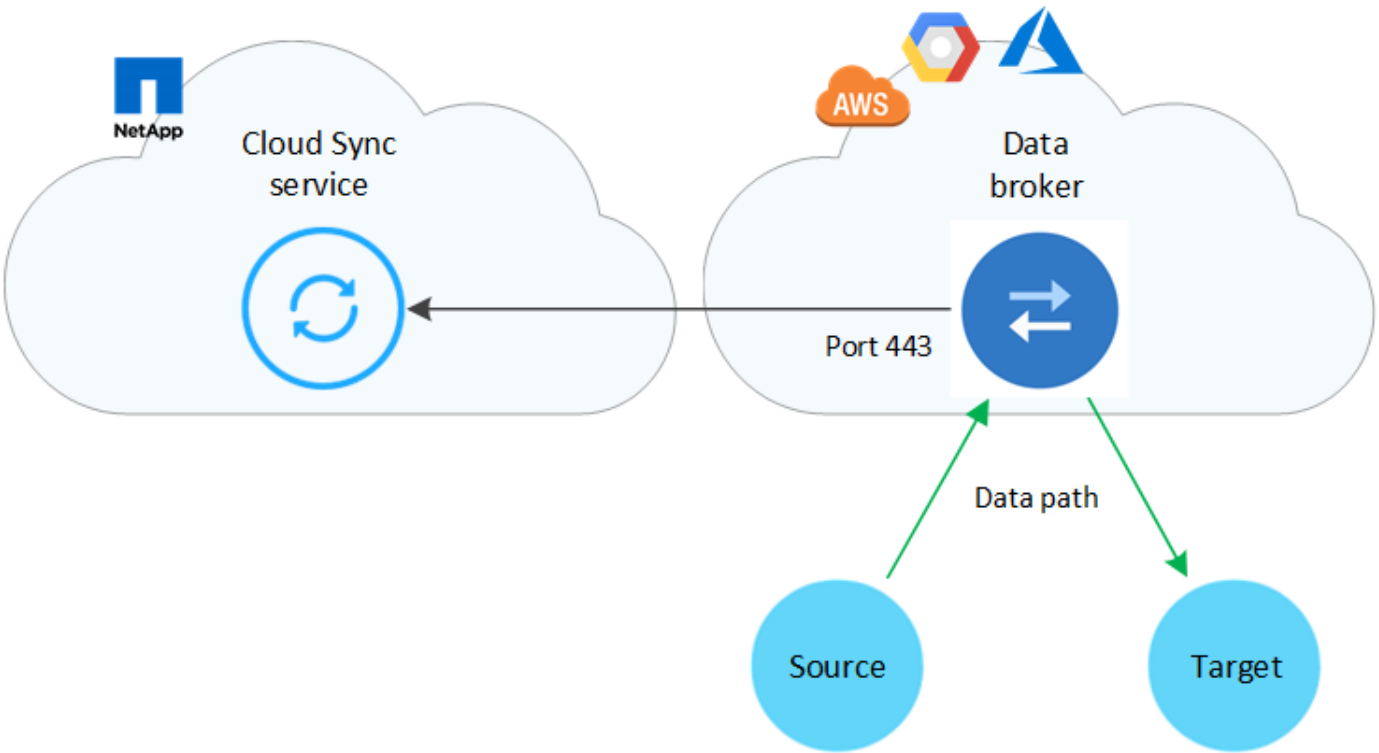 NetApp
Cloud Sync
service
AWS
Data
broker
Port 443
Data path
Source
Target